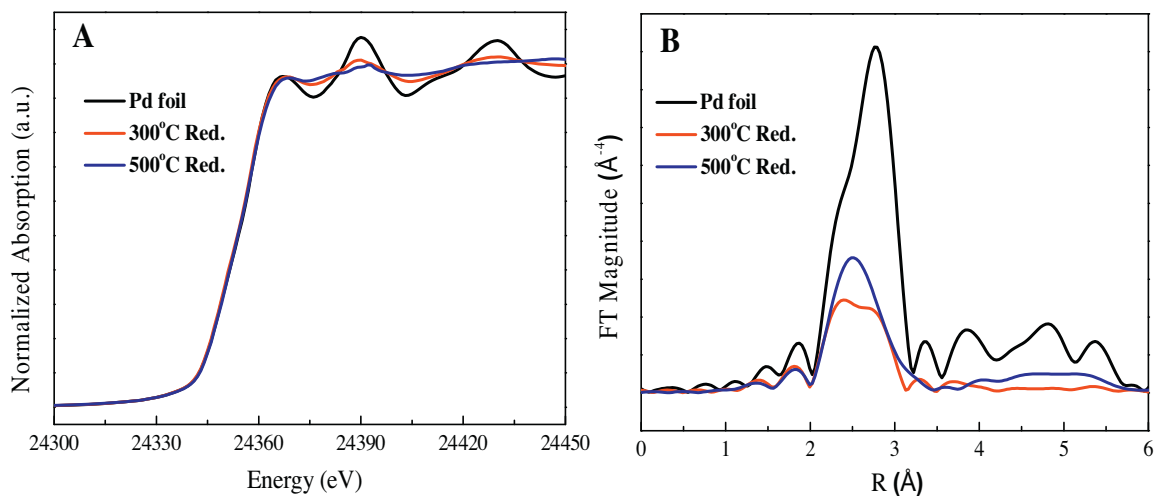 A
Pd foil
300°C Red.
500°C Red.
Normalized Absorption (a.u.)
24300 24330 24360 24390 24420 24450
Energy (eV)
B
Pd foil
300°C Red.
500°C Red.
FT Magnitude (Å⁻⁴)
0 1 2 3 4 5 6
R (Å)